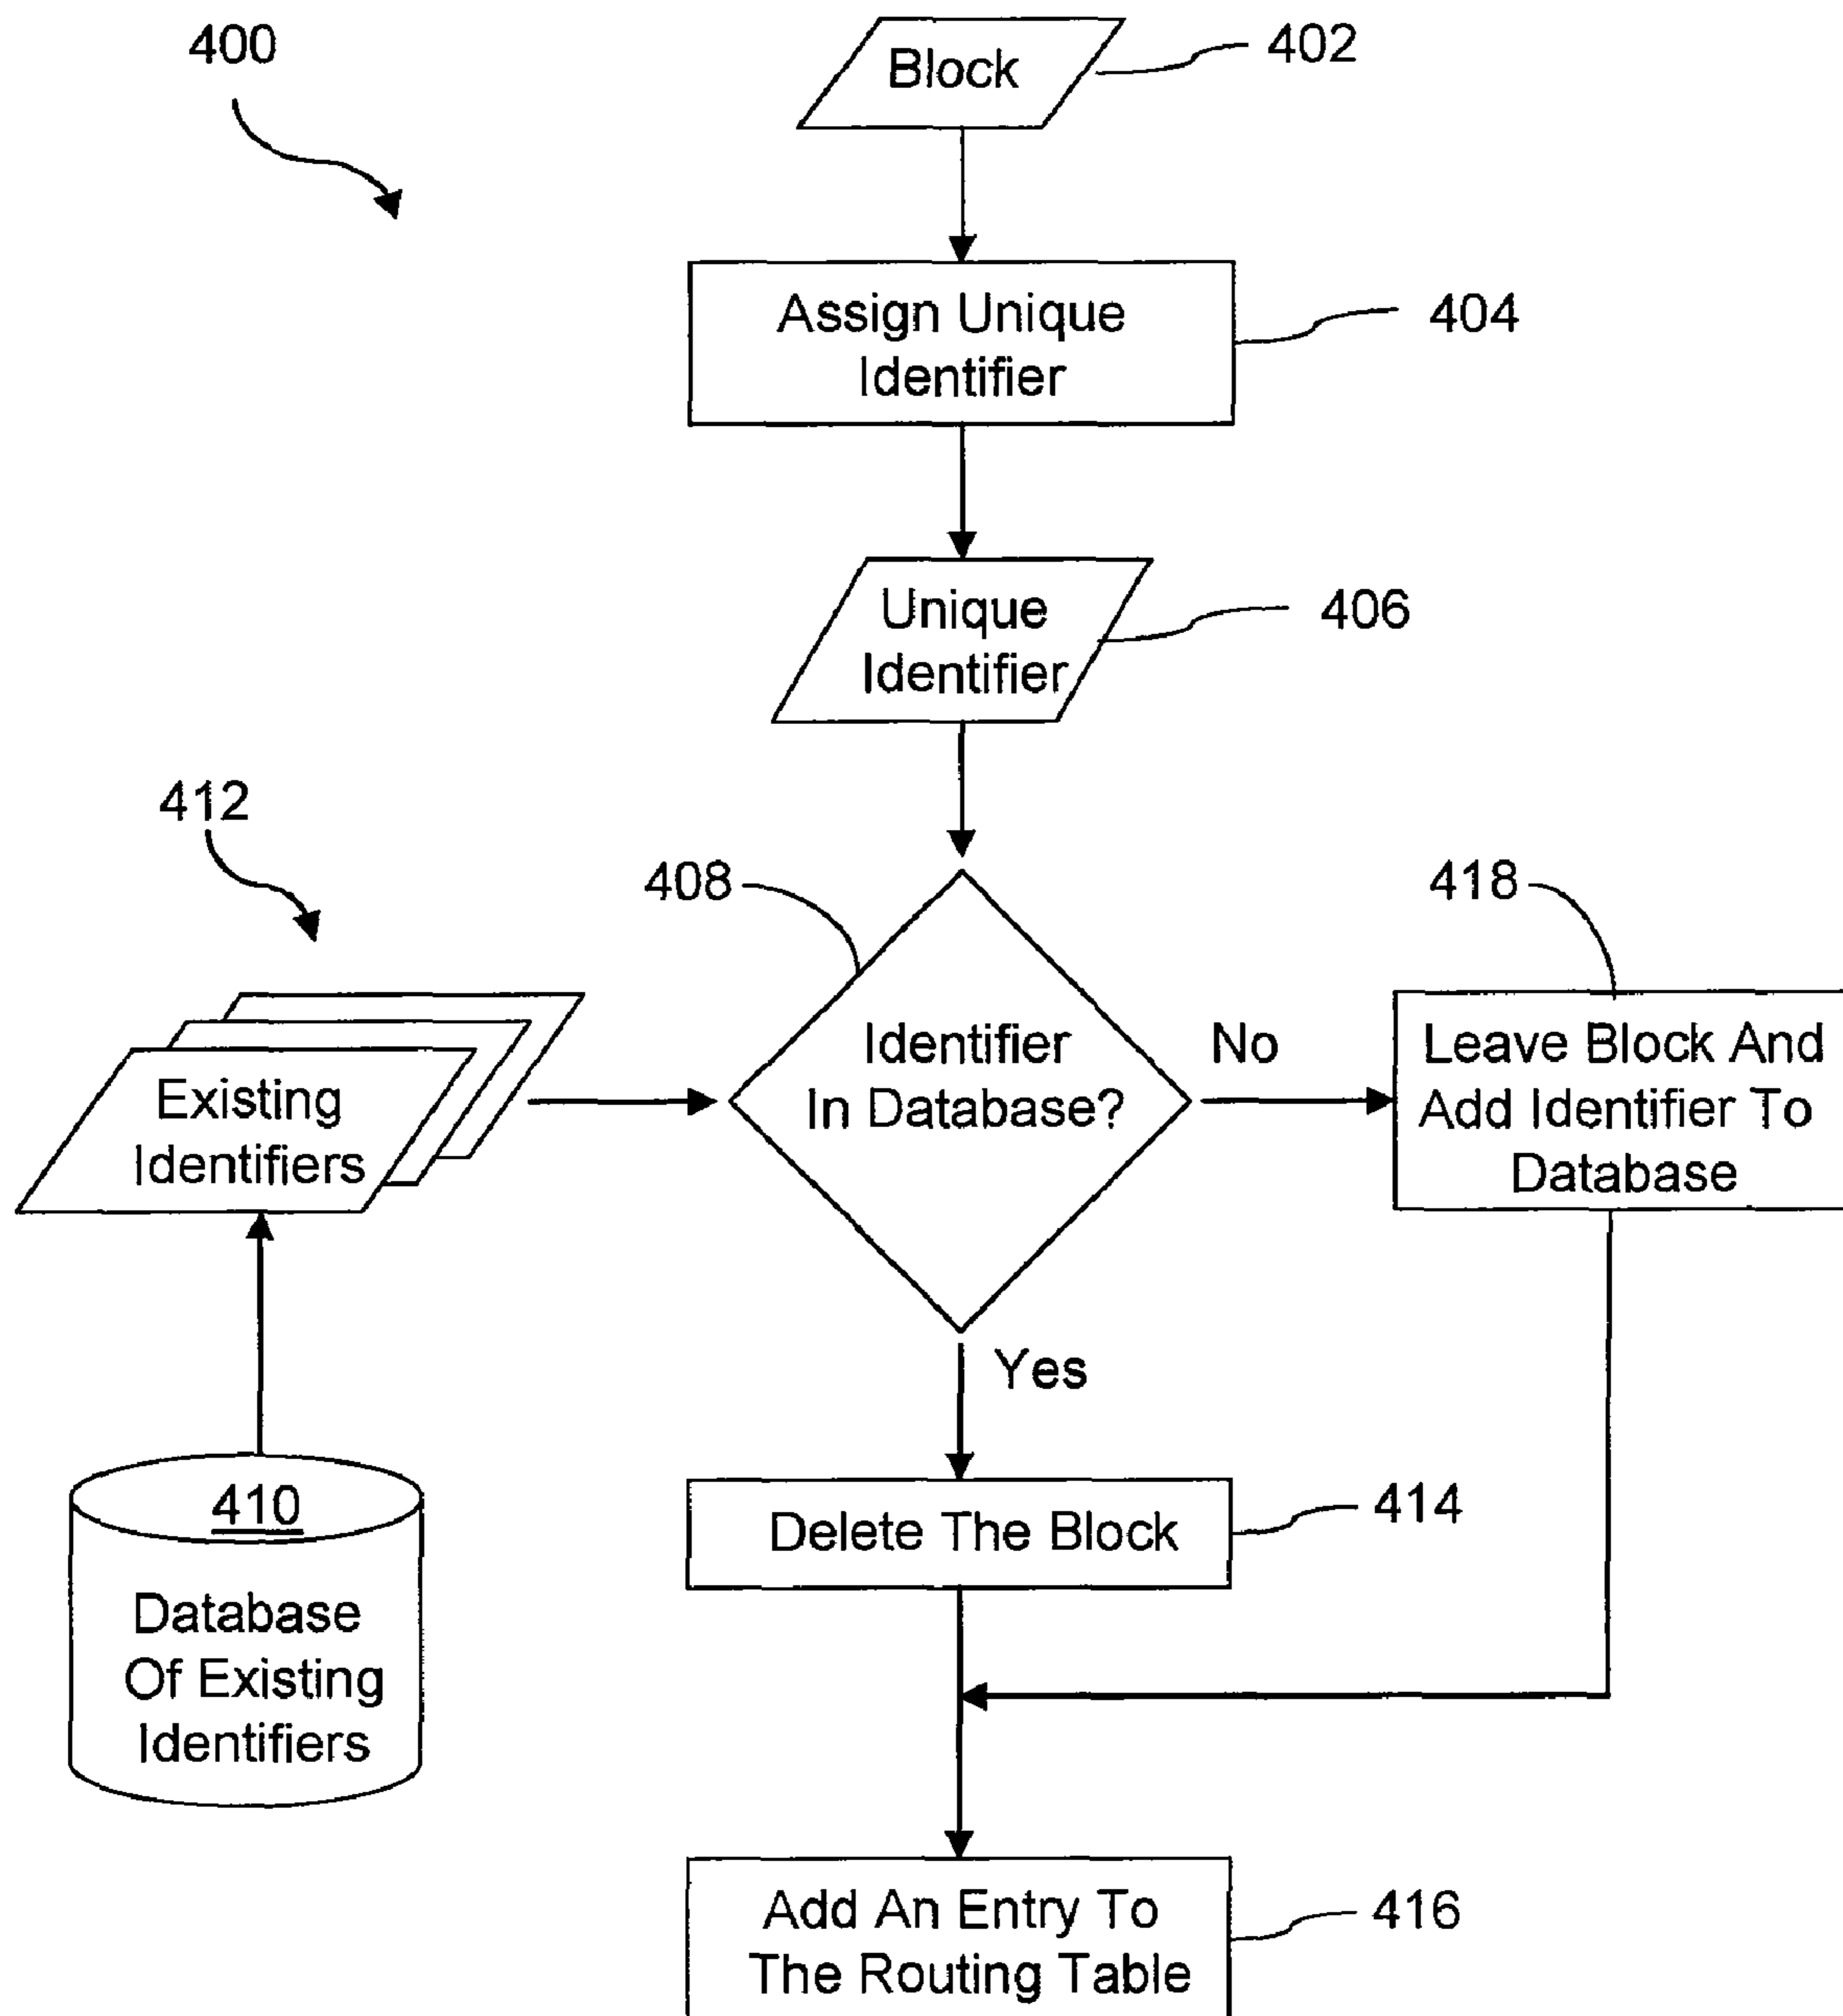 400
Block
402
Assign Unique
Identifier
404
Unique
Identifier
406
412
408
418
Existing
Identifiers
Identifier
In Database?
No
Leave Block And
Add Identifier To
Database
Yes
410
Database
Of Existing
Identifiers
Delete The Block
414
Add An Entry To
The Routing Table
416